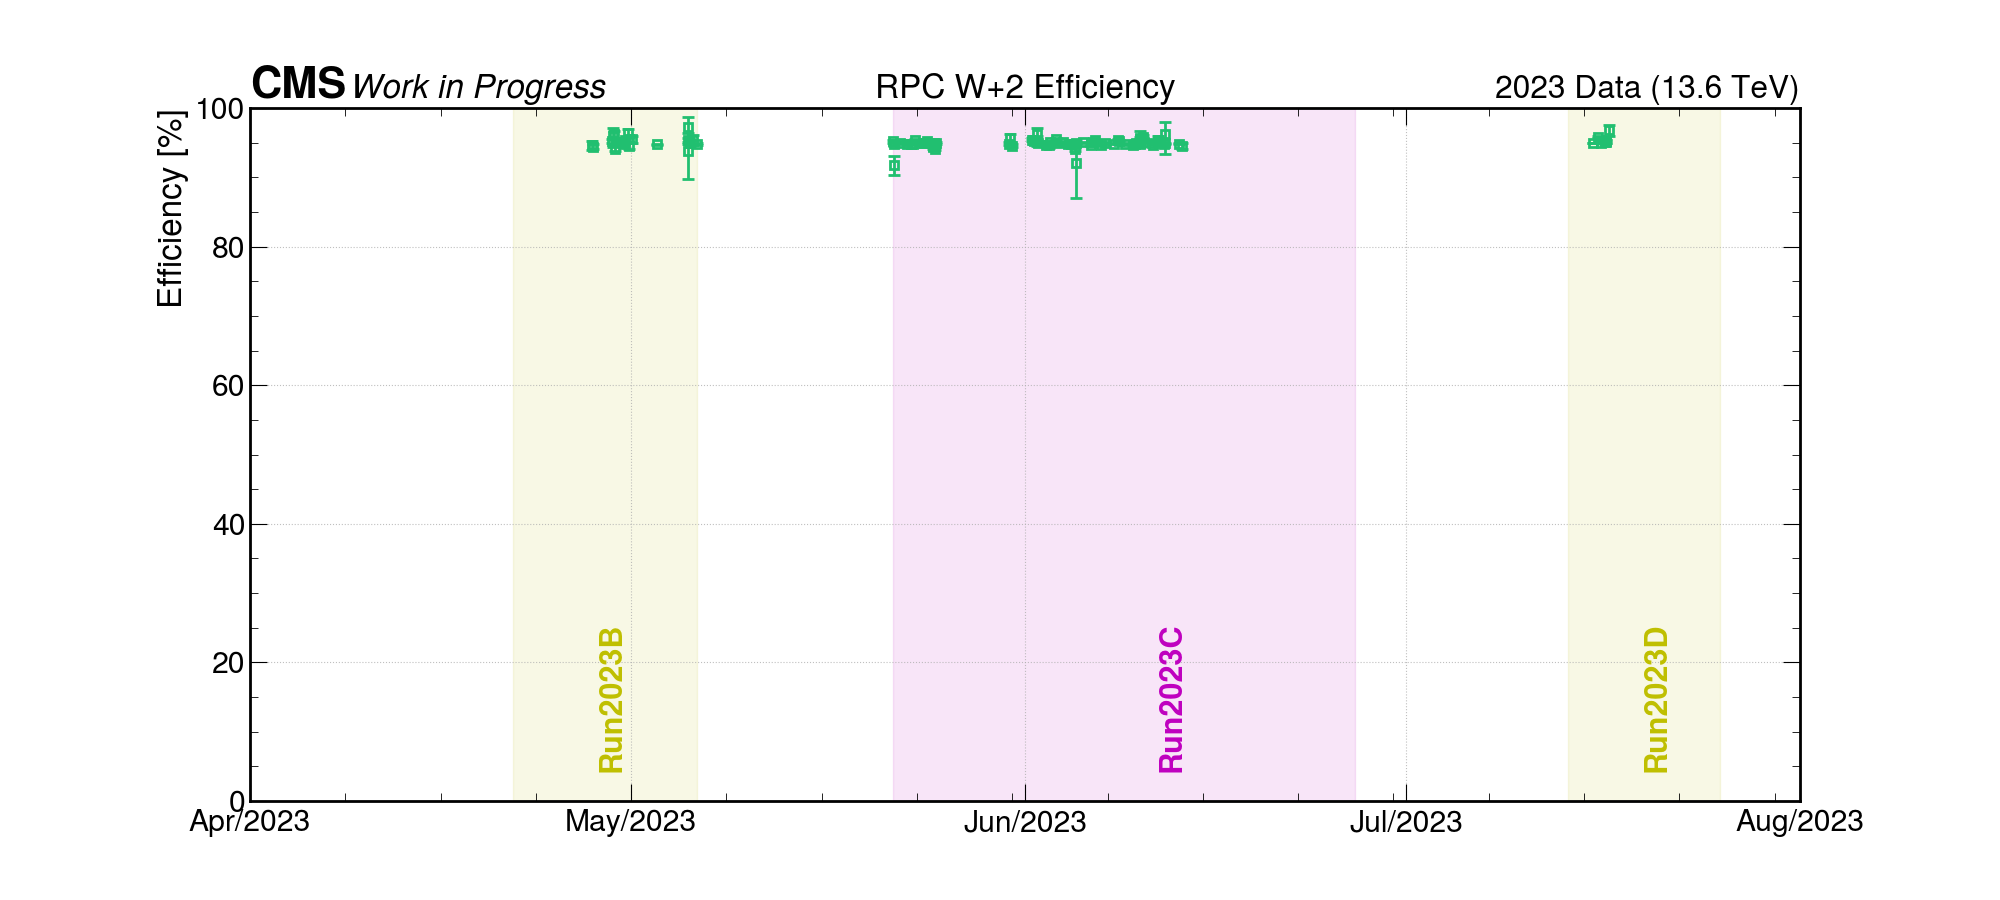 CMS Work in Progress RPC W+2 Efficiency 2023 Data (13.6 TeV)
Efficiency [%]
100
80
60
40
20
0
Run2023B
Run2023C
Run2023D
Apr/2023 May/2023 Jun/2023 Jul/2023 Aug/2023